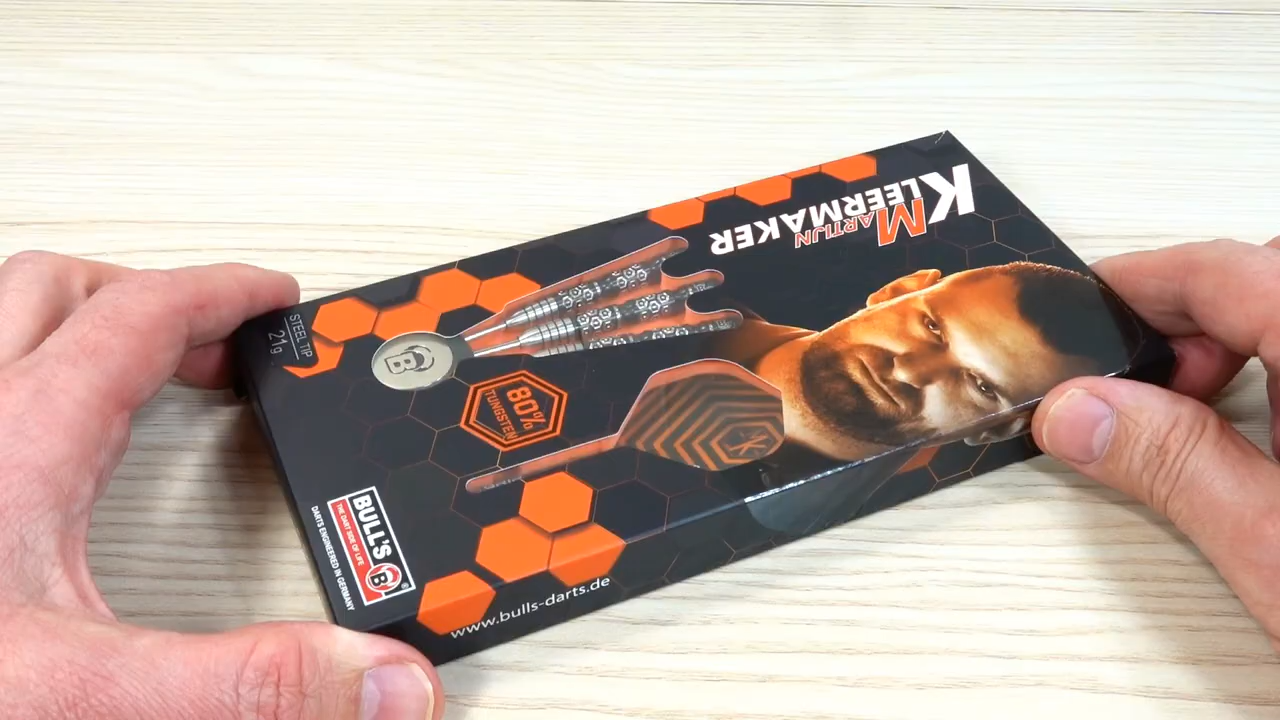 KLEERMAKER
MARTIJN
STEEL TIP
21g
B
80%
TUNGSTEN
BULL'S
THE DART SIDE OF LIFE
B
®
DARTS ENGINEERED IN GERMANY
www.bulls-darts.de